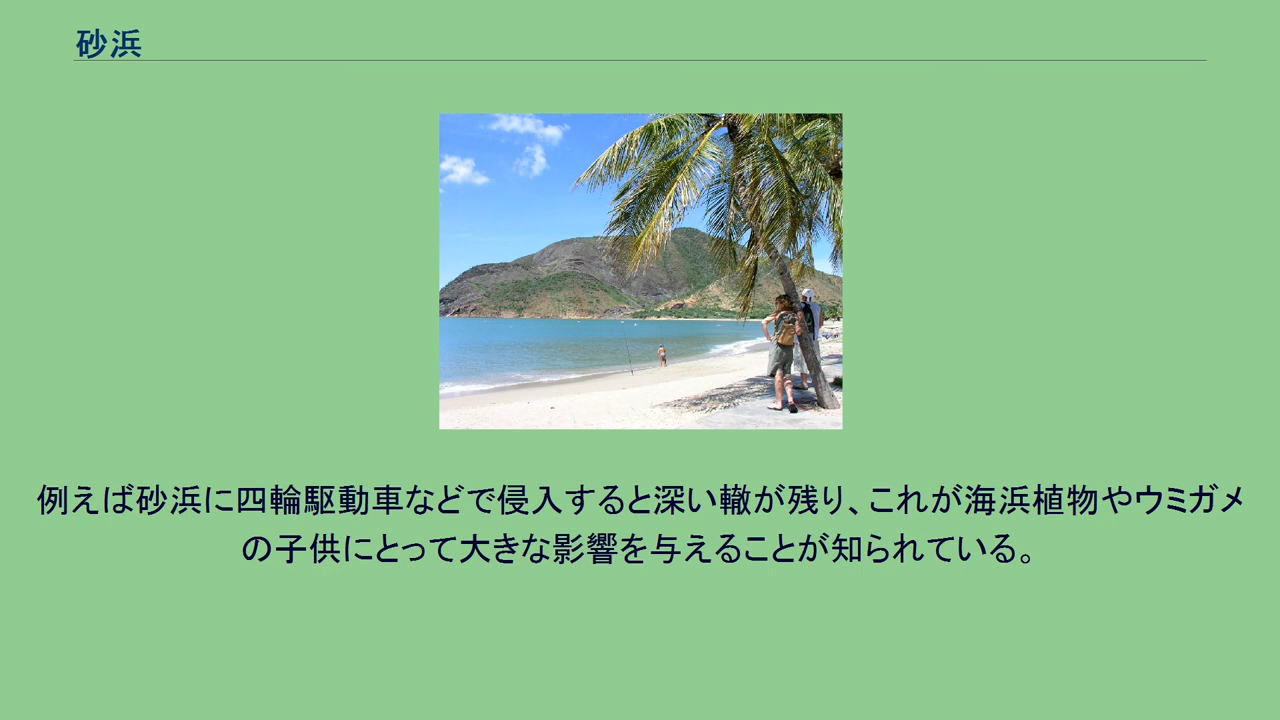 砂浜
例えば砂浜に四輪駆動車などで侵入すると深い轍が残り、これが海浜植物やウミガメ
の子供にとって大きな影響を与えることが知られている。